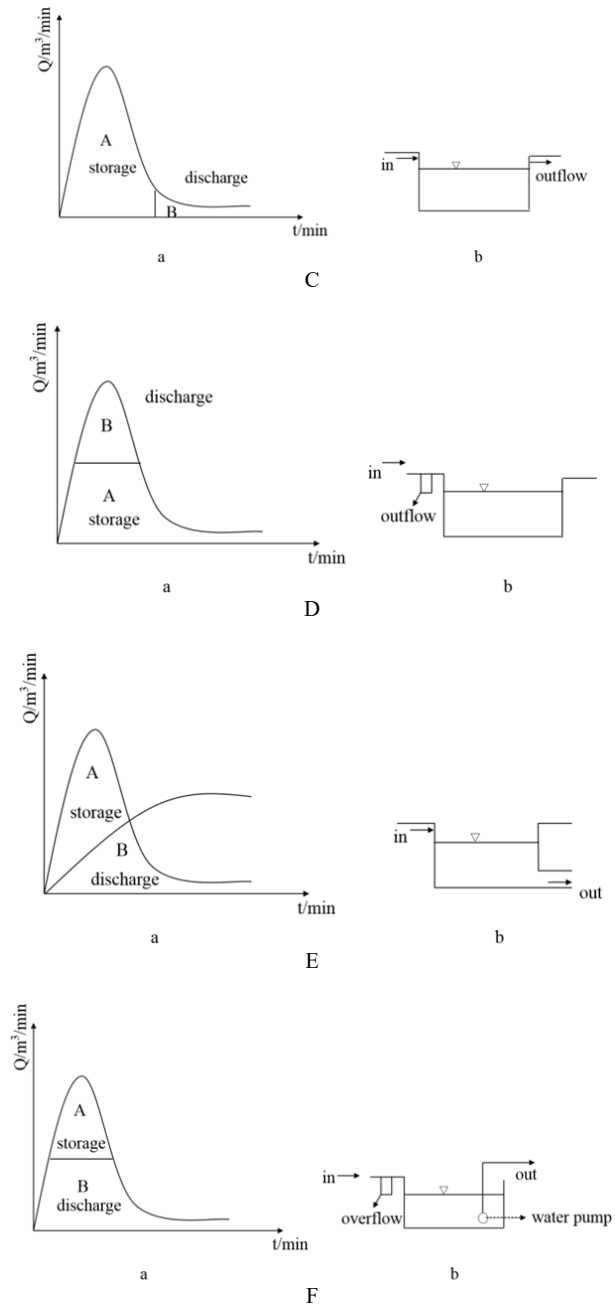 Q/m³/min
A
storage
discharge
B
t/min
a
in
outflow
b
C
Q/m³/min
discharge
B
A
storage
t/min
a
in
outflow
b
D
Q/m³/min
A
storage
B
discharge
t/min
a
in
out
b
E
Q/m³/min
A
storage
B
discharge
t/min
a
in
out
overflow
water pump
b
F